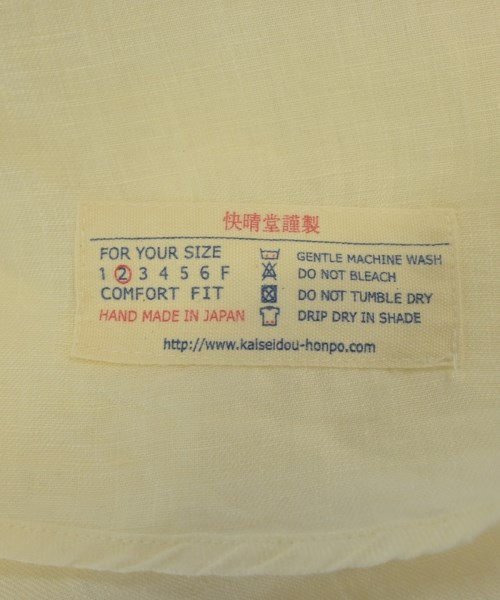 快晴堂謹製
FOR YOUR SIZE
1 2 3 4 5 6 F
COMFORT FIT
HAND MADE IN JAPAN
GENTLE MACHINE WASH
DO NOT BLEACH
DO NOT TUMBLE DRY
DRIP DRY IN SHADE
http://www.kaiseidou-honpo.com